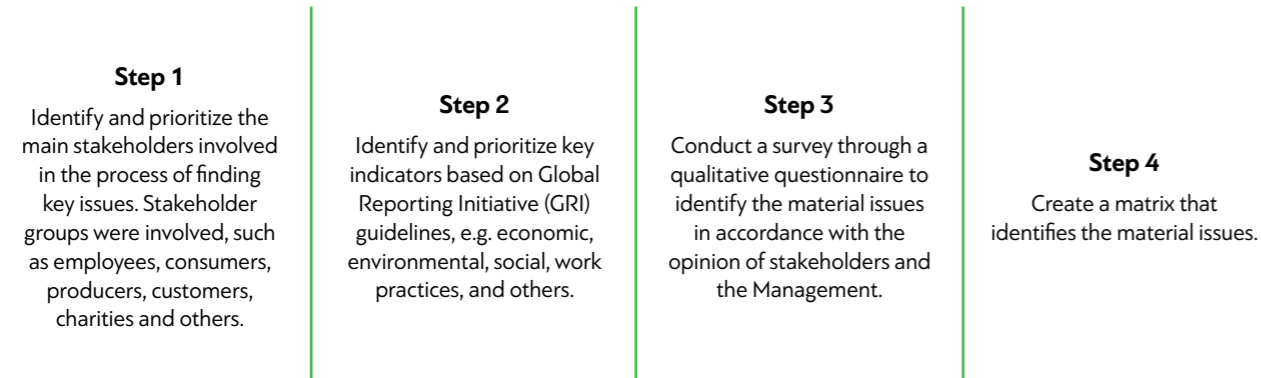 Step 1
Identify and prioritize the
main stakeholders involved
in the process of finding
key issues. Stakeholder
groups were involved, such
as employees, consumers,
producers, customers,
charities and others.
Step 2
Identify and prioritize key
indicators based on Global
Reporting Initiative (GRI)
guidelines, e.g. economic,
environmental, social, work
practices, and others.
Step 3
Conduct a survey through a
qualitative questionnaire to
identify the material issues
in accordance with the
opinion of stakeholders and
the Management.
Step 4
Create a matrix that
identifies the material issues.